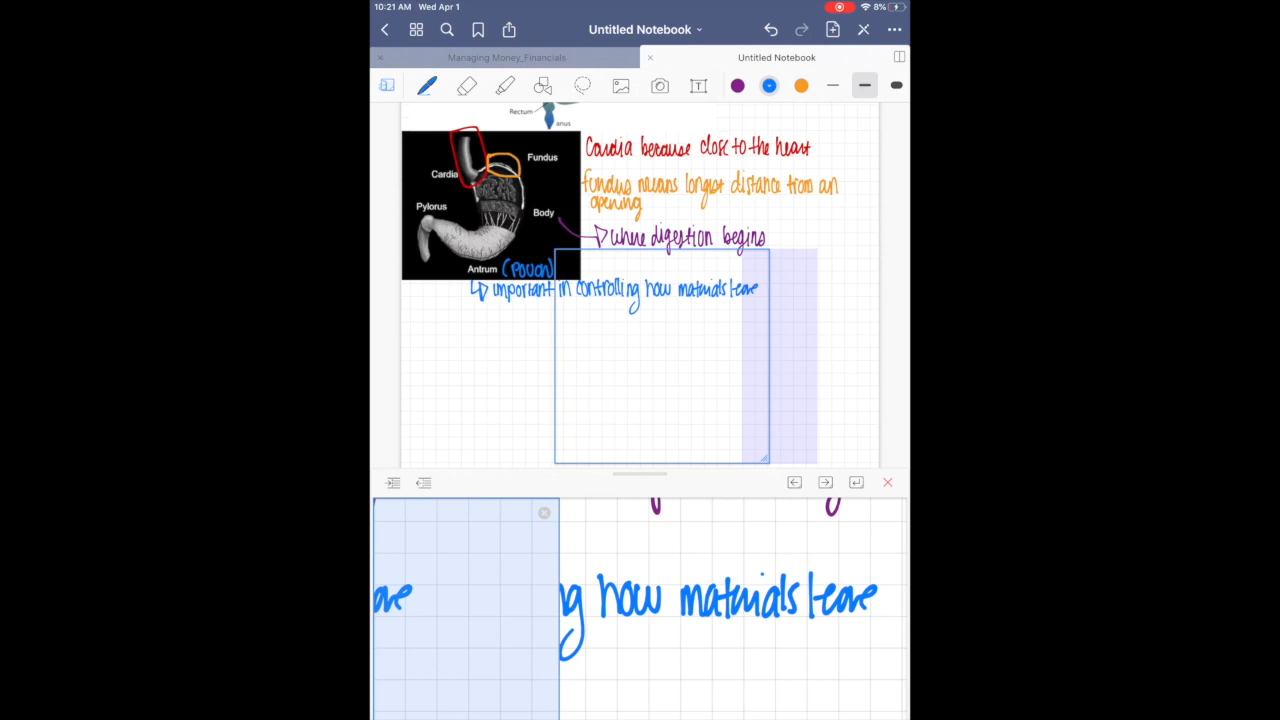 10:21 AM Wed Apr 1
8%
Untitled Notebook
Managing Money_Financials
Untitled Notebook
T
Rectum
anus
Cardia because close to the heart
Fundus
Cardia
fundus means longest distance from an
opening
Pylorus
Body
where digestion begins
Antrum (POUCH)
important in controlling how materials leave
ave
ng how materials leave